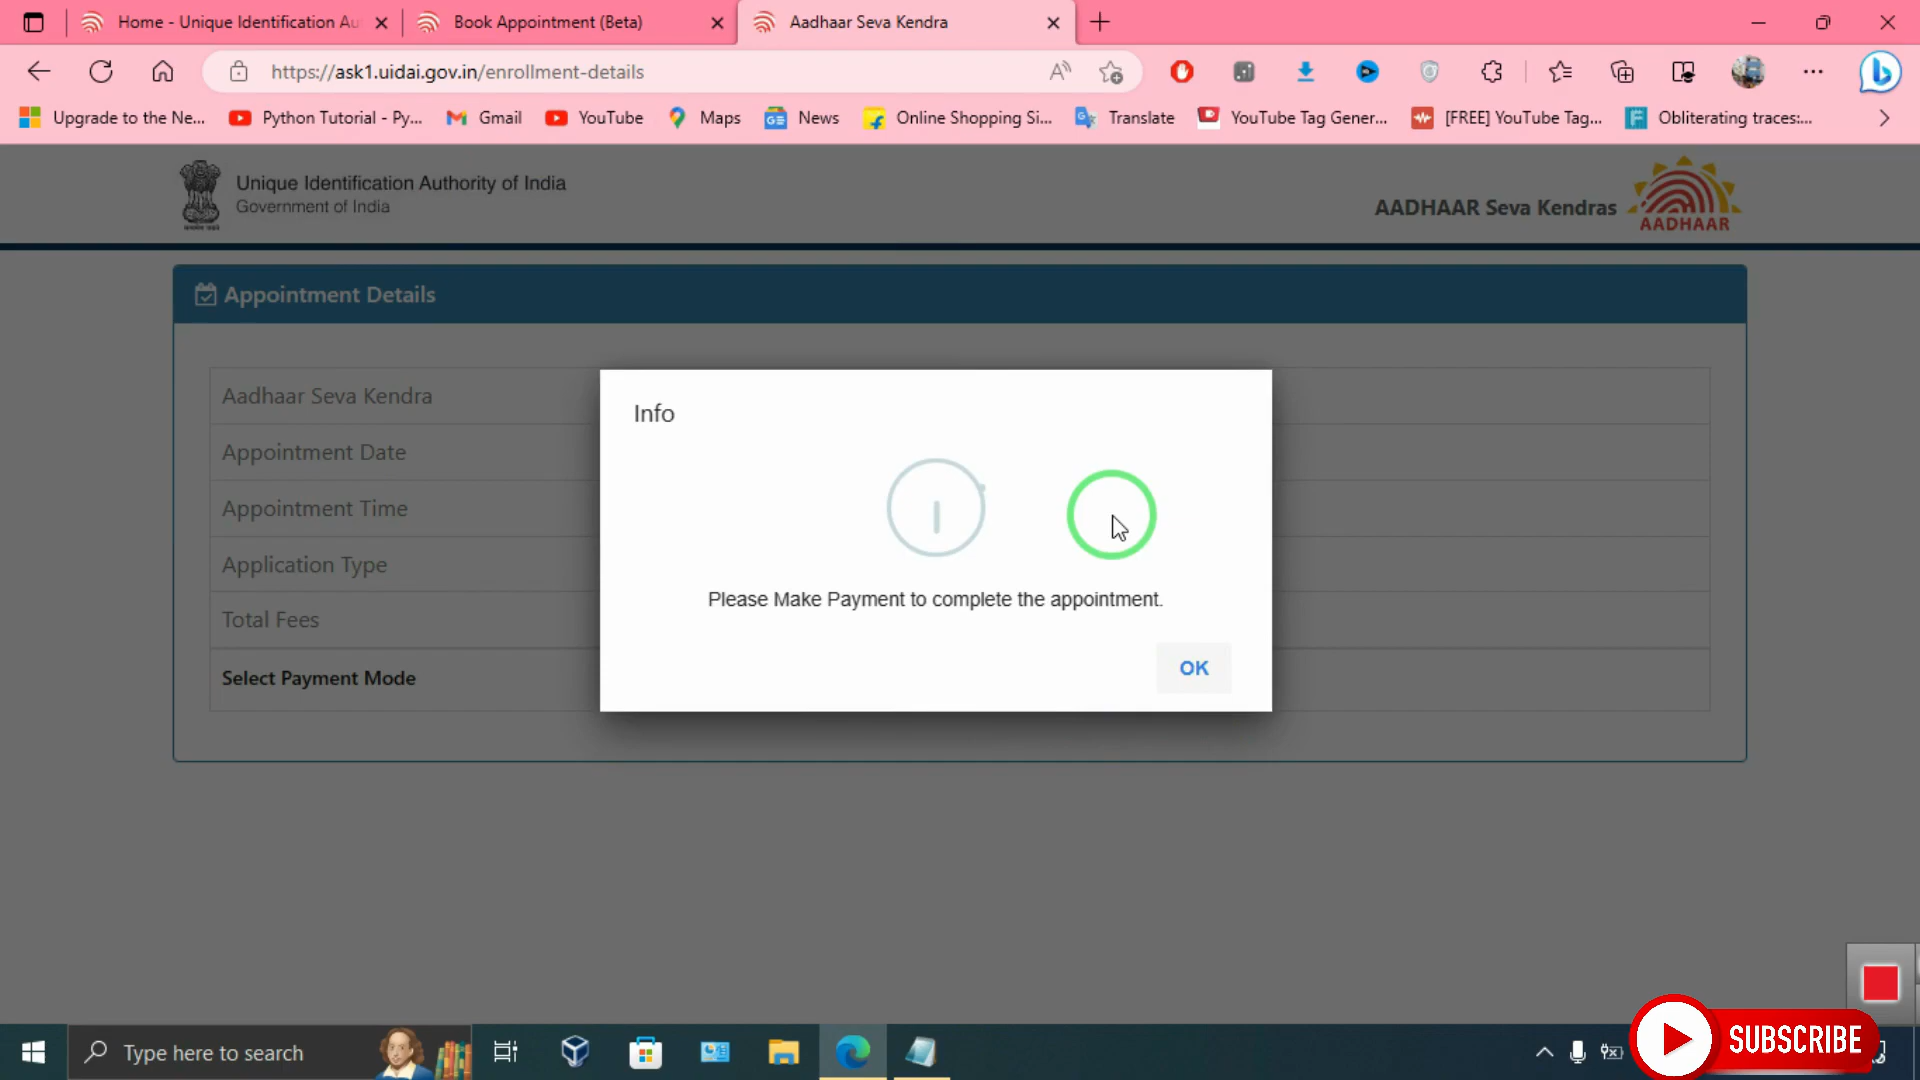 Home - Unique Identification Au
Book Appointment (Beta)
Aadhaar Seva Kendra
https://ask1.uidai.gov.in/enrollment-details
Upgrade to the Ne...
Python Tutorial - Py...
Gmail
YouTube
Maps
News
Online Shopping Si...
Translate
YouTube Tag Gener...
[FREE] YouTube Tag...
Obliterating traces:...
Unique Identification Authority of India
Government of India
AADHAAR Seva Kendras
AADHAAR
Appointment Details
Aadhaar Seva Kendra
Appointment Date
Appointment Time
Application Type
Total Fees
Select Payment Mode
Info
Please Make Payment to complete the appointment.
OK
Type here to search
SUBSCRIBE